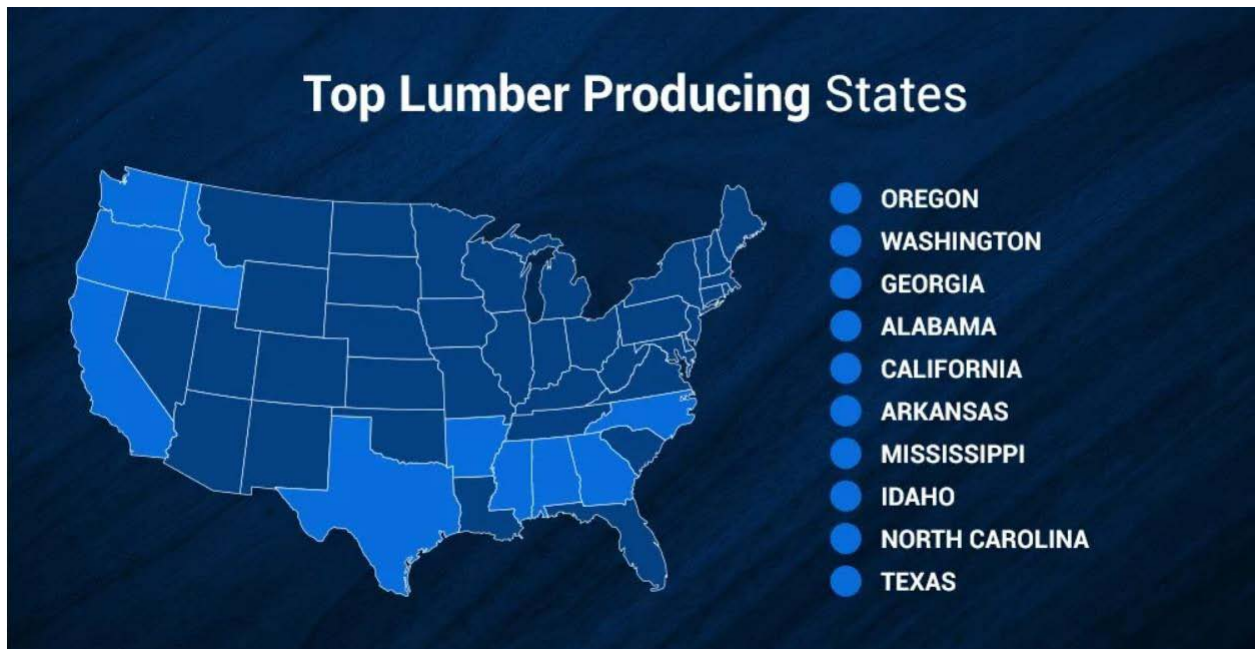 Top Lumber Producing States
OREGON
WASHINGTON
GEORGIA
ALABAMA
CALIFORNIA
ARKANSAS
MISSISSIPPI
IDAHO
NORTH CAROLINA
TEXAS